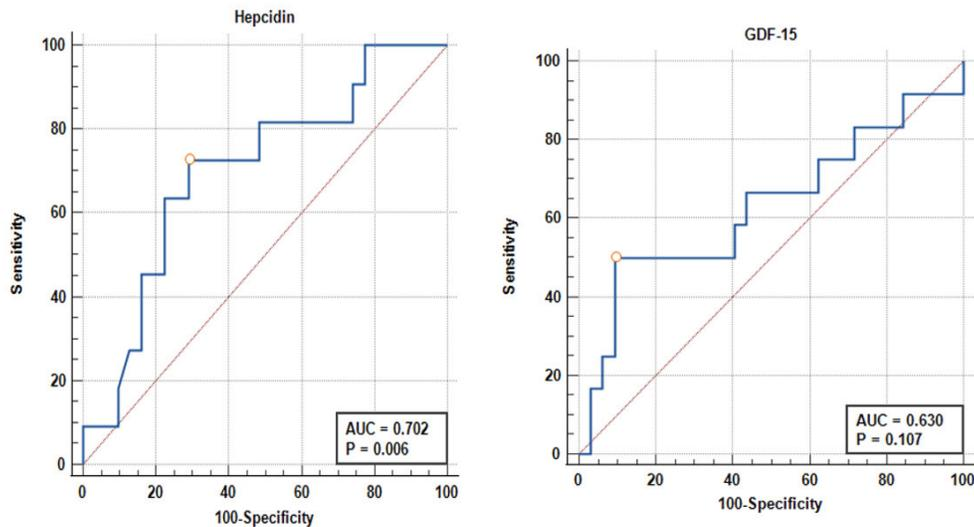 Hepcidin
100
80
60
40
20
0
Sensitivity
AUC = 0.702
P = 0.006
0 20 40 60 80 100
100-Specificity
GDF-15
100
80
60
40
20
0
Sensitivity
AUC = 0.630
P = 0.107
0 20 40 60 80 100
100-Specificity